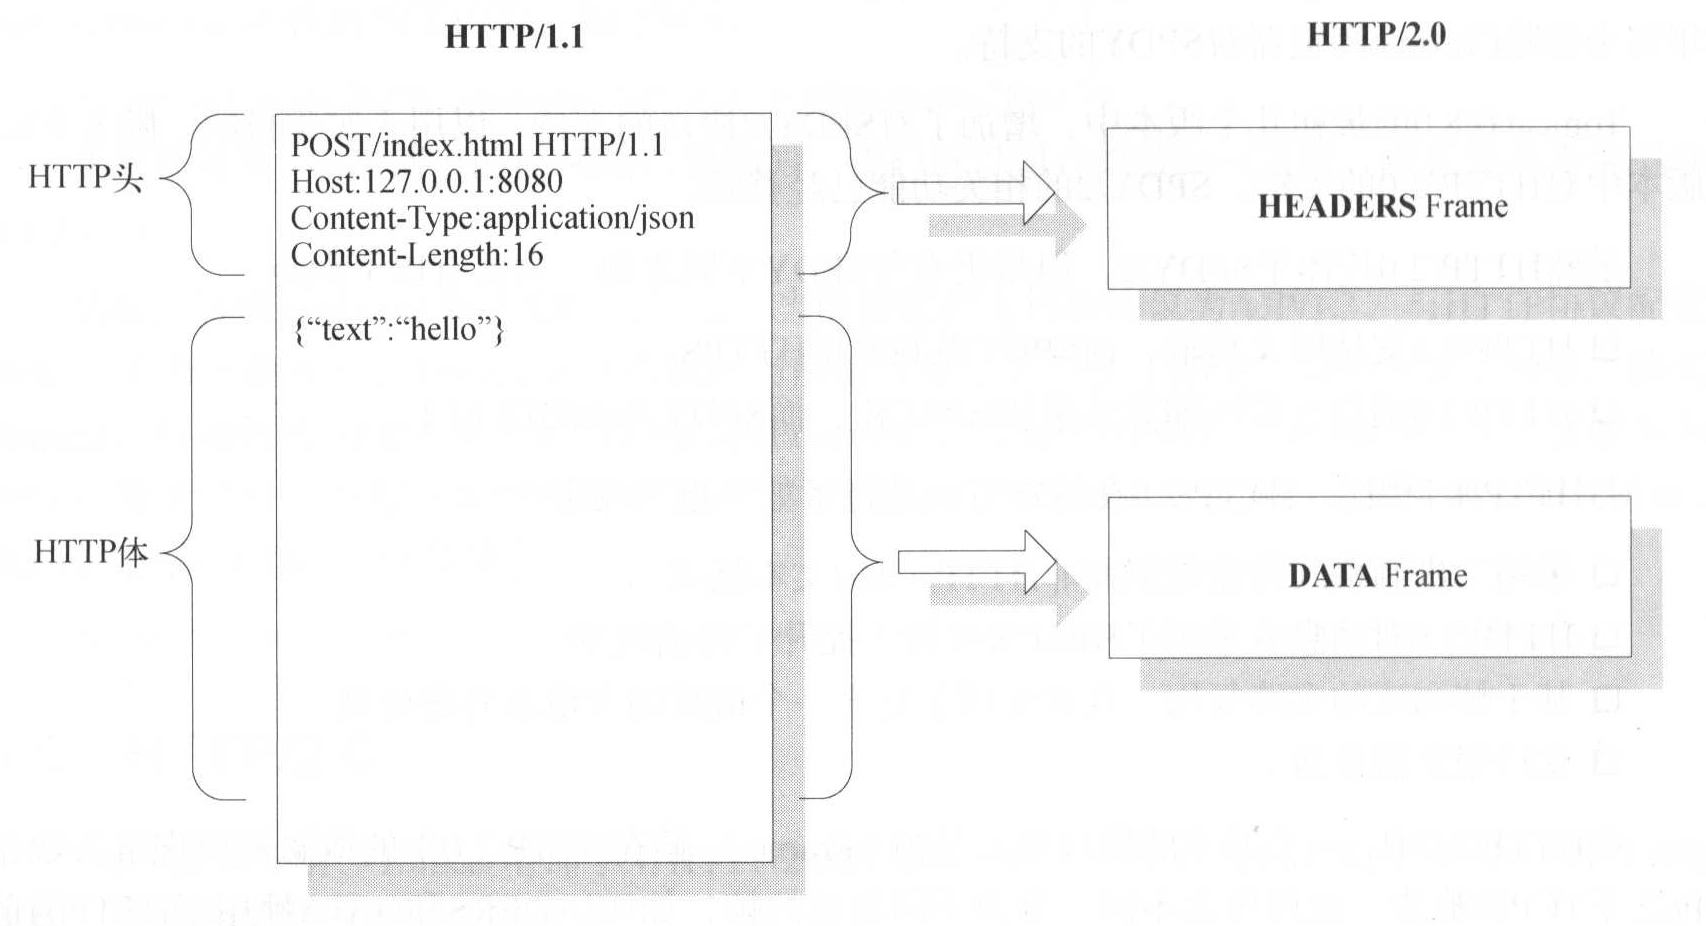 HTTP/1.1
HTTP/2.0
HTTP头
POST/index.html HTTP/1.1
Host:127.0.0.1:8080
Content-Type:application/json
Content-Length:16
HEADERS Frame
{“text”:“hello”}
HTTP体
DATA Frame